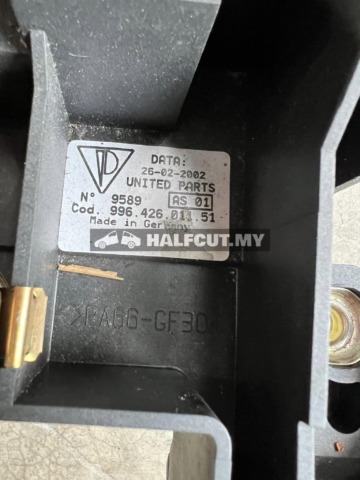 DATA:
26-02-2002
UNITED PARTS
N° 9589 AS 01
Cod. 996.426.011.51
Made in Germany
HALFCUT.MY
>PA66-GF30